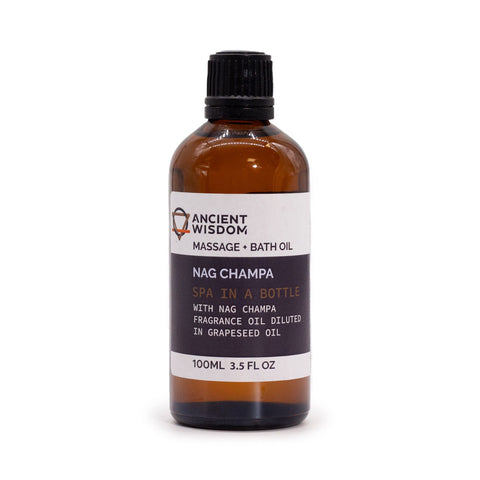 ANCIENT
WISDOM
MASSAGE + BATH OIL
NAG CHAMPA
SPA IN A BOTTLE
WITH NAG CHAMPA
FRAGRANCE OIL DILUTED
IN GRAPESEED OIL
100ML 3.5 FL OZ